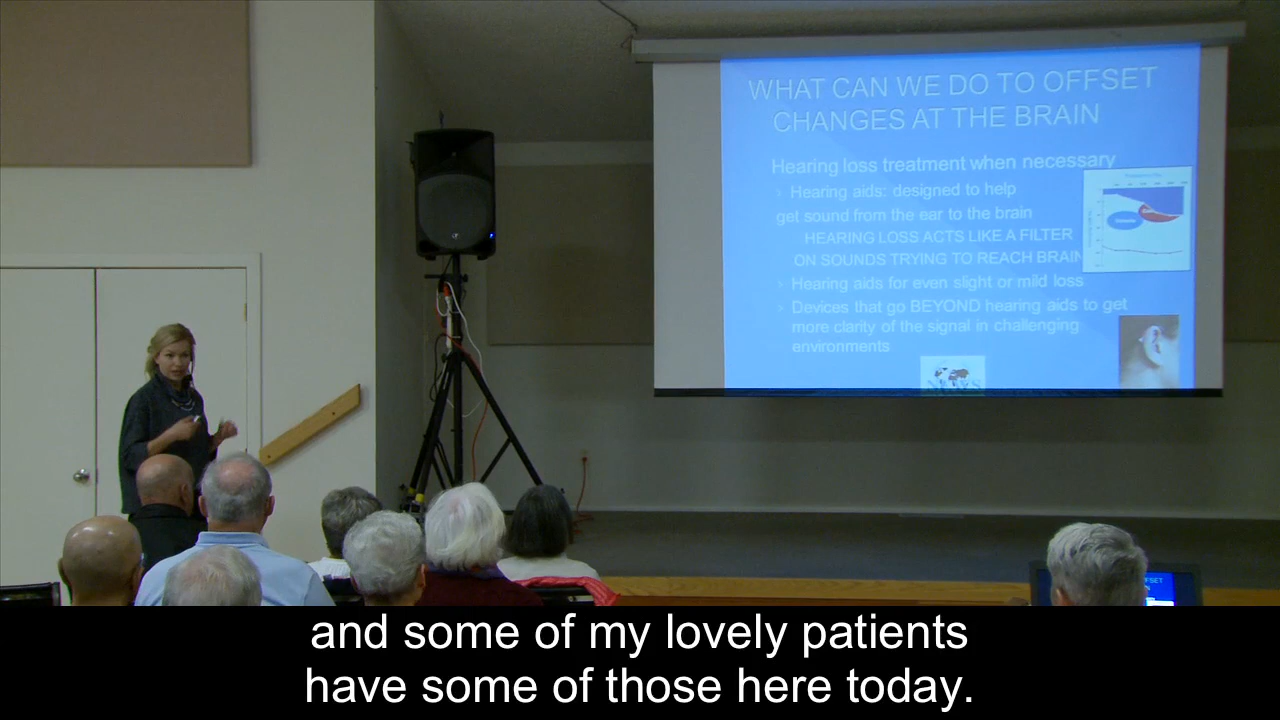 WHAT CAN WE DO TO OFFSET
CHANGES AT THE BRAIN
Hearing loss treatment when necessary
› Hearing aids: designed to help
get sound from the ear to the brain
HEARING LOSS ACTS LIKE A FILTER
ON SOUNDS TRYING TO REACH BRAIN
› Hearing aids for even slight or mild loss
› Devices that go BEYOND hearing aids to get
more clarity of the signal in challenging
environments
and some of my lovely patients
have some of those here today.